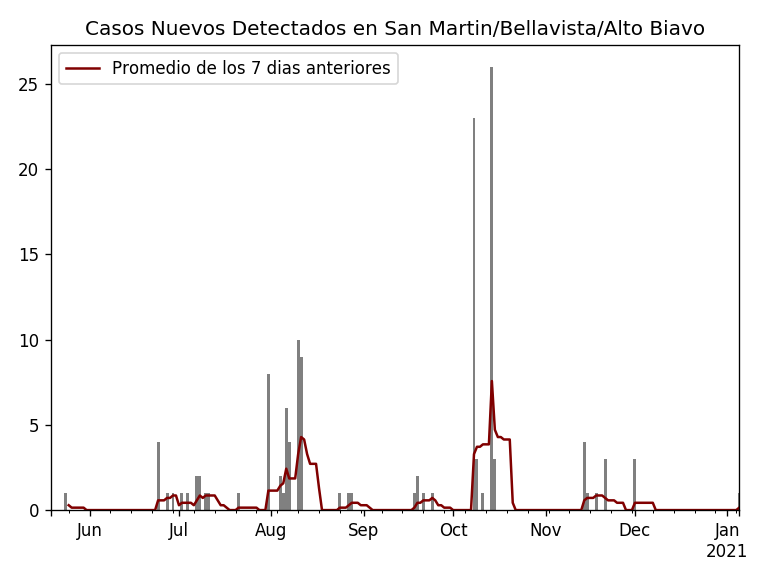 Casos Nuevos Detectados en San Martin/Bellavista/Alto Biavo
Promedio de los 7 dias anteriores
25
20
15
10
5
0
Jun Jul Aug Sep Oct Nov Dec Jan
2021